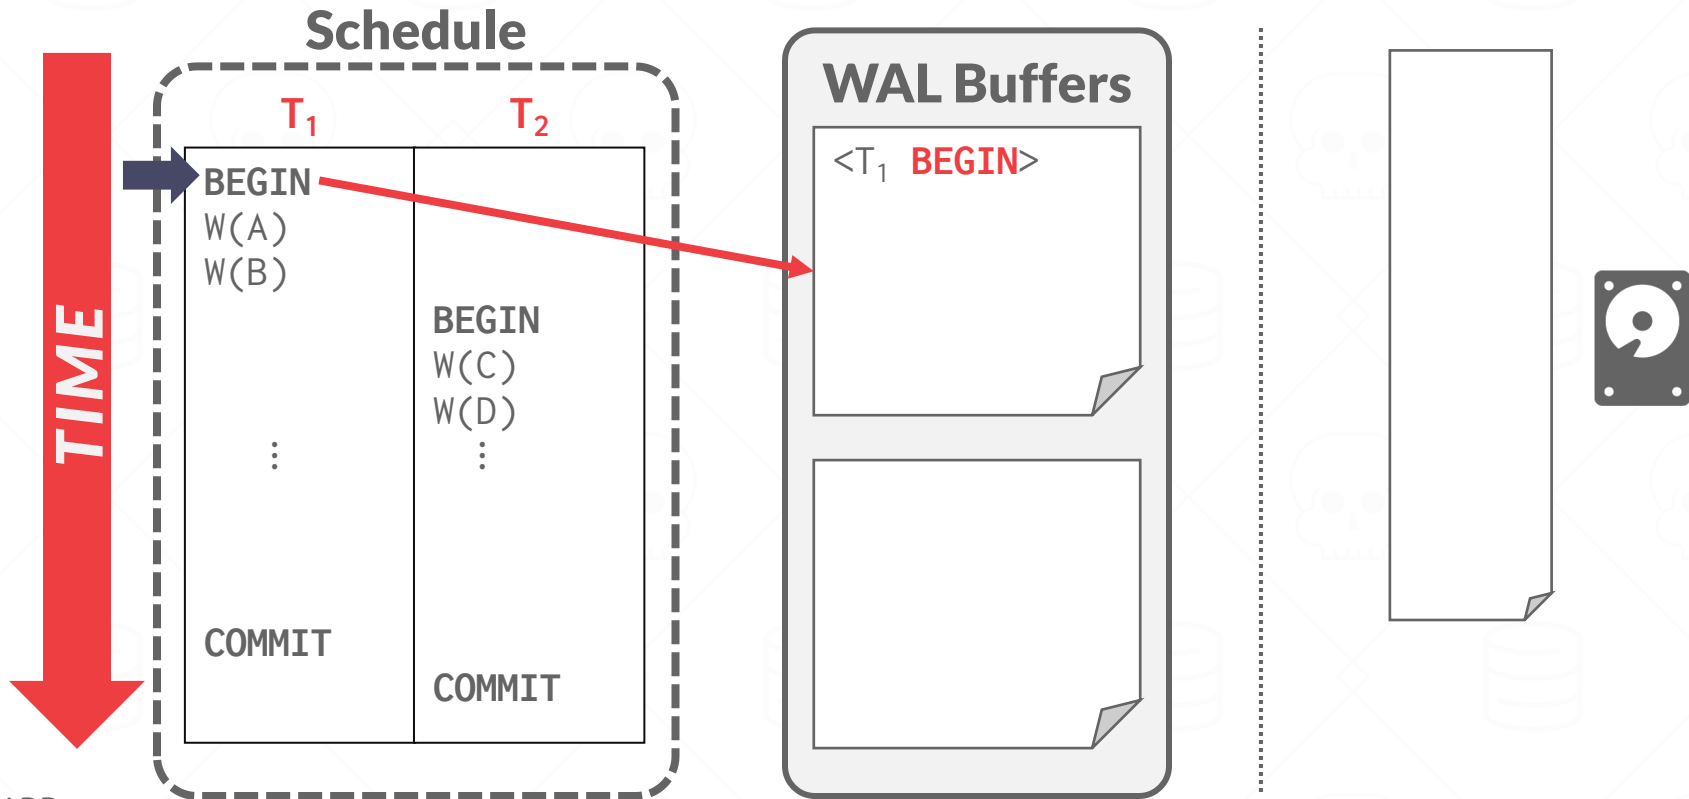 Schedule
T₁ T₂
BEGIN
W(A)
W(B)
BEGIN
W(C)
W(D)
⋮ ⋮
COMMIT
COMMIT
TIME
WAL Buffers
<T₁ BEGIN>